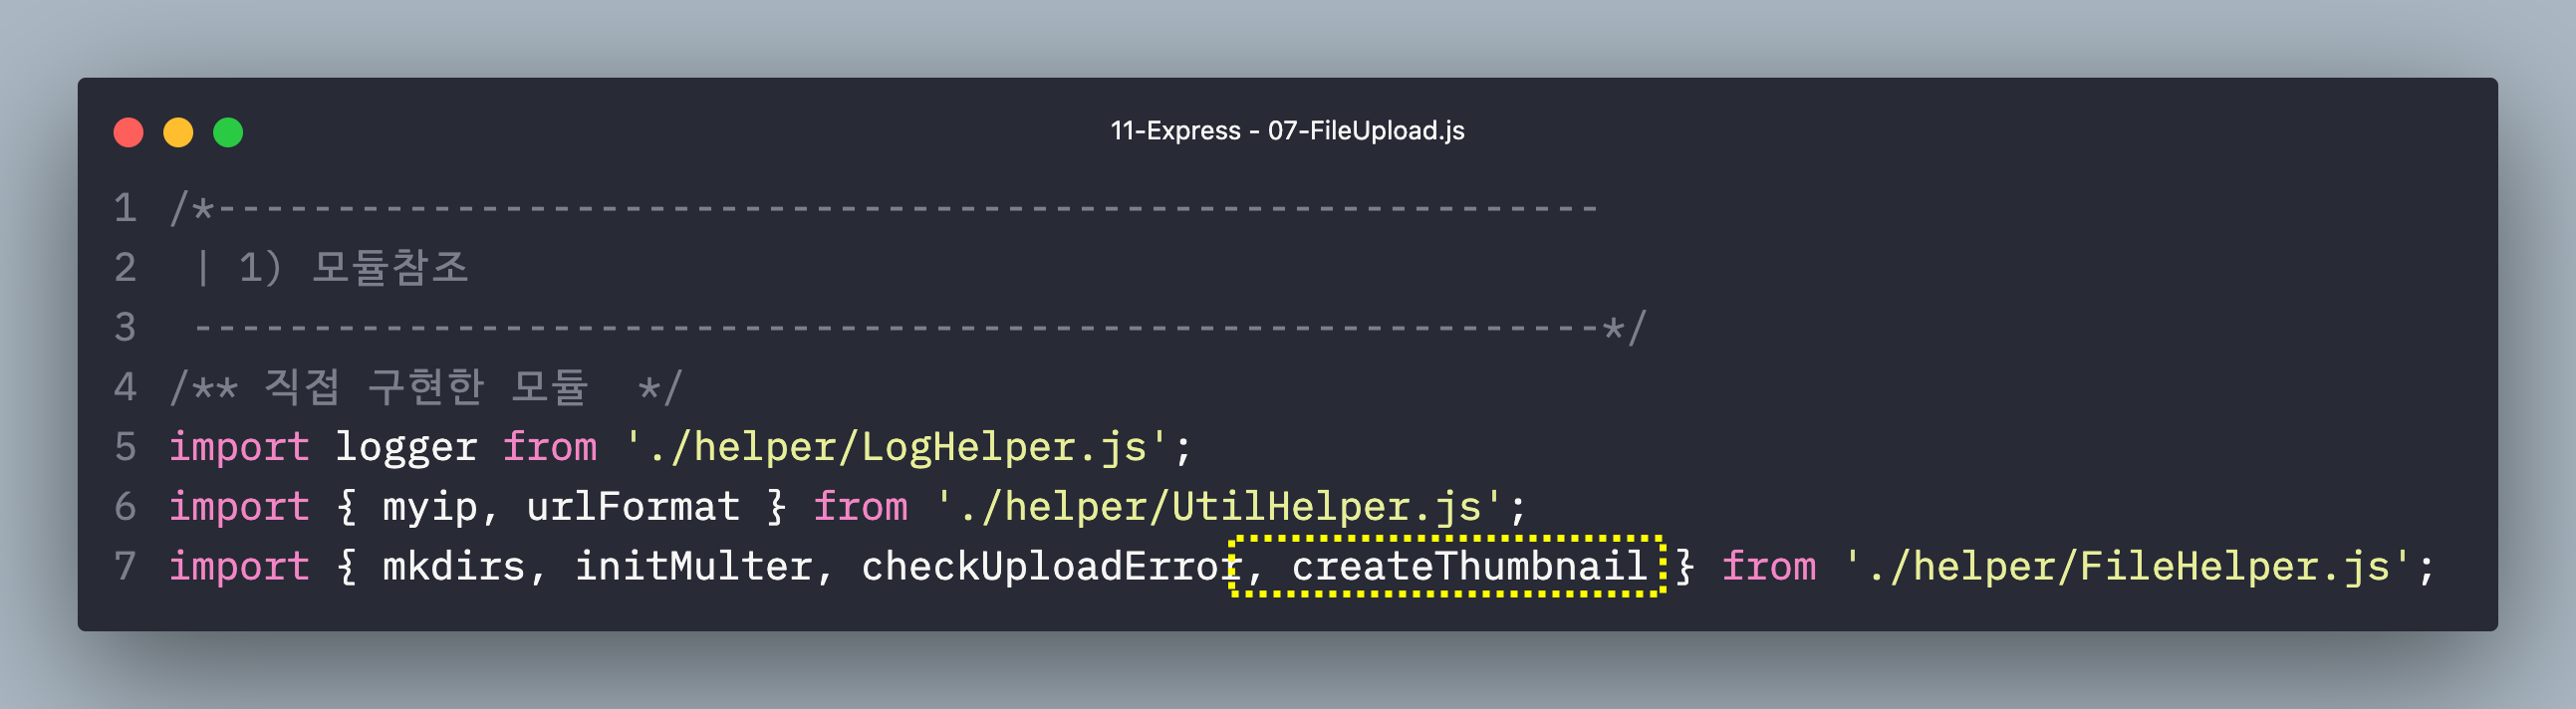 11-Express - 07-FileUpload.js
1 /*----------------------------------------------------------
2  | 1) 모듈참조
3  -----------------------------------------------------------*/
4 /** 직접 구현한 모듈  */
5 import logger from './helper/LogHelper.js';
6 import { myip, urlFormat } from './helper/UtilHelper.js';
7 import { mkdirs, initMulter, checkUploadError, createThumbnail } from './helper/FileHelper.js';